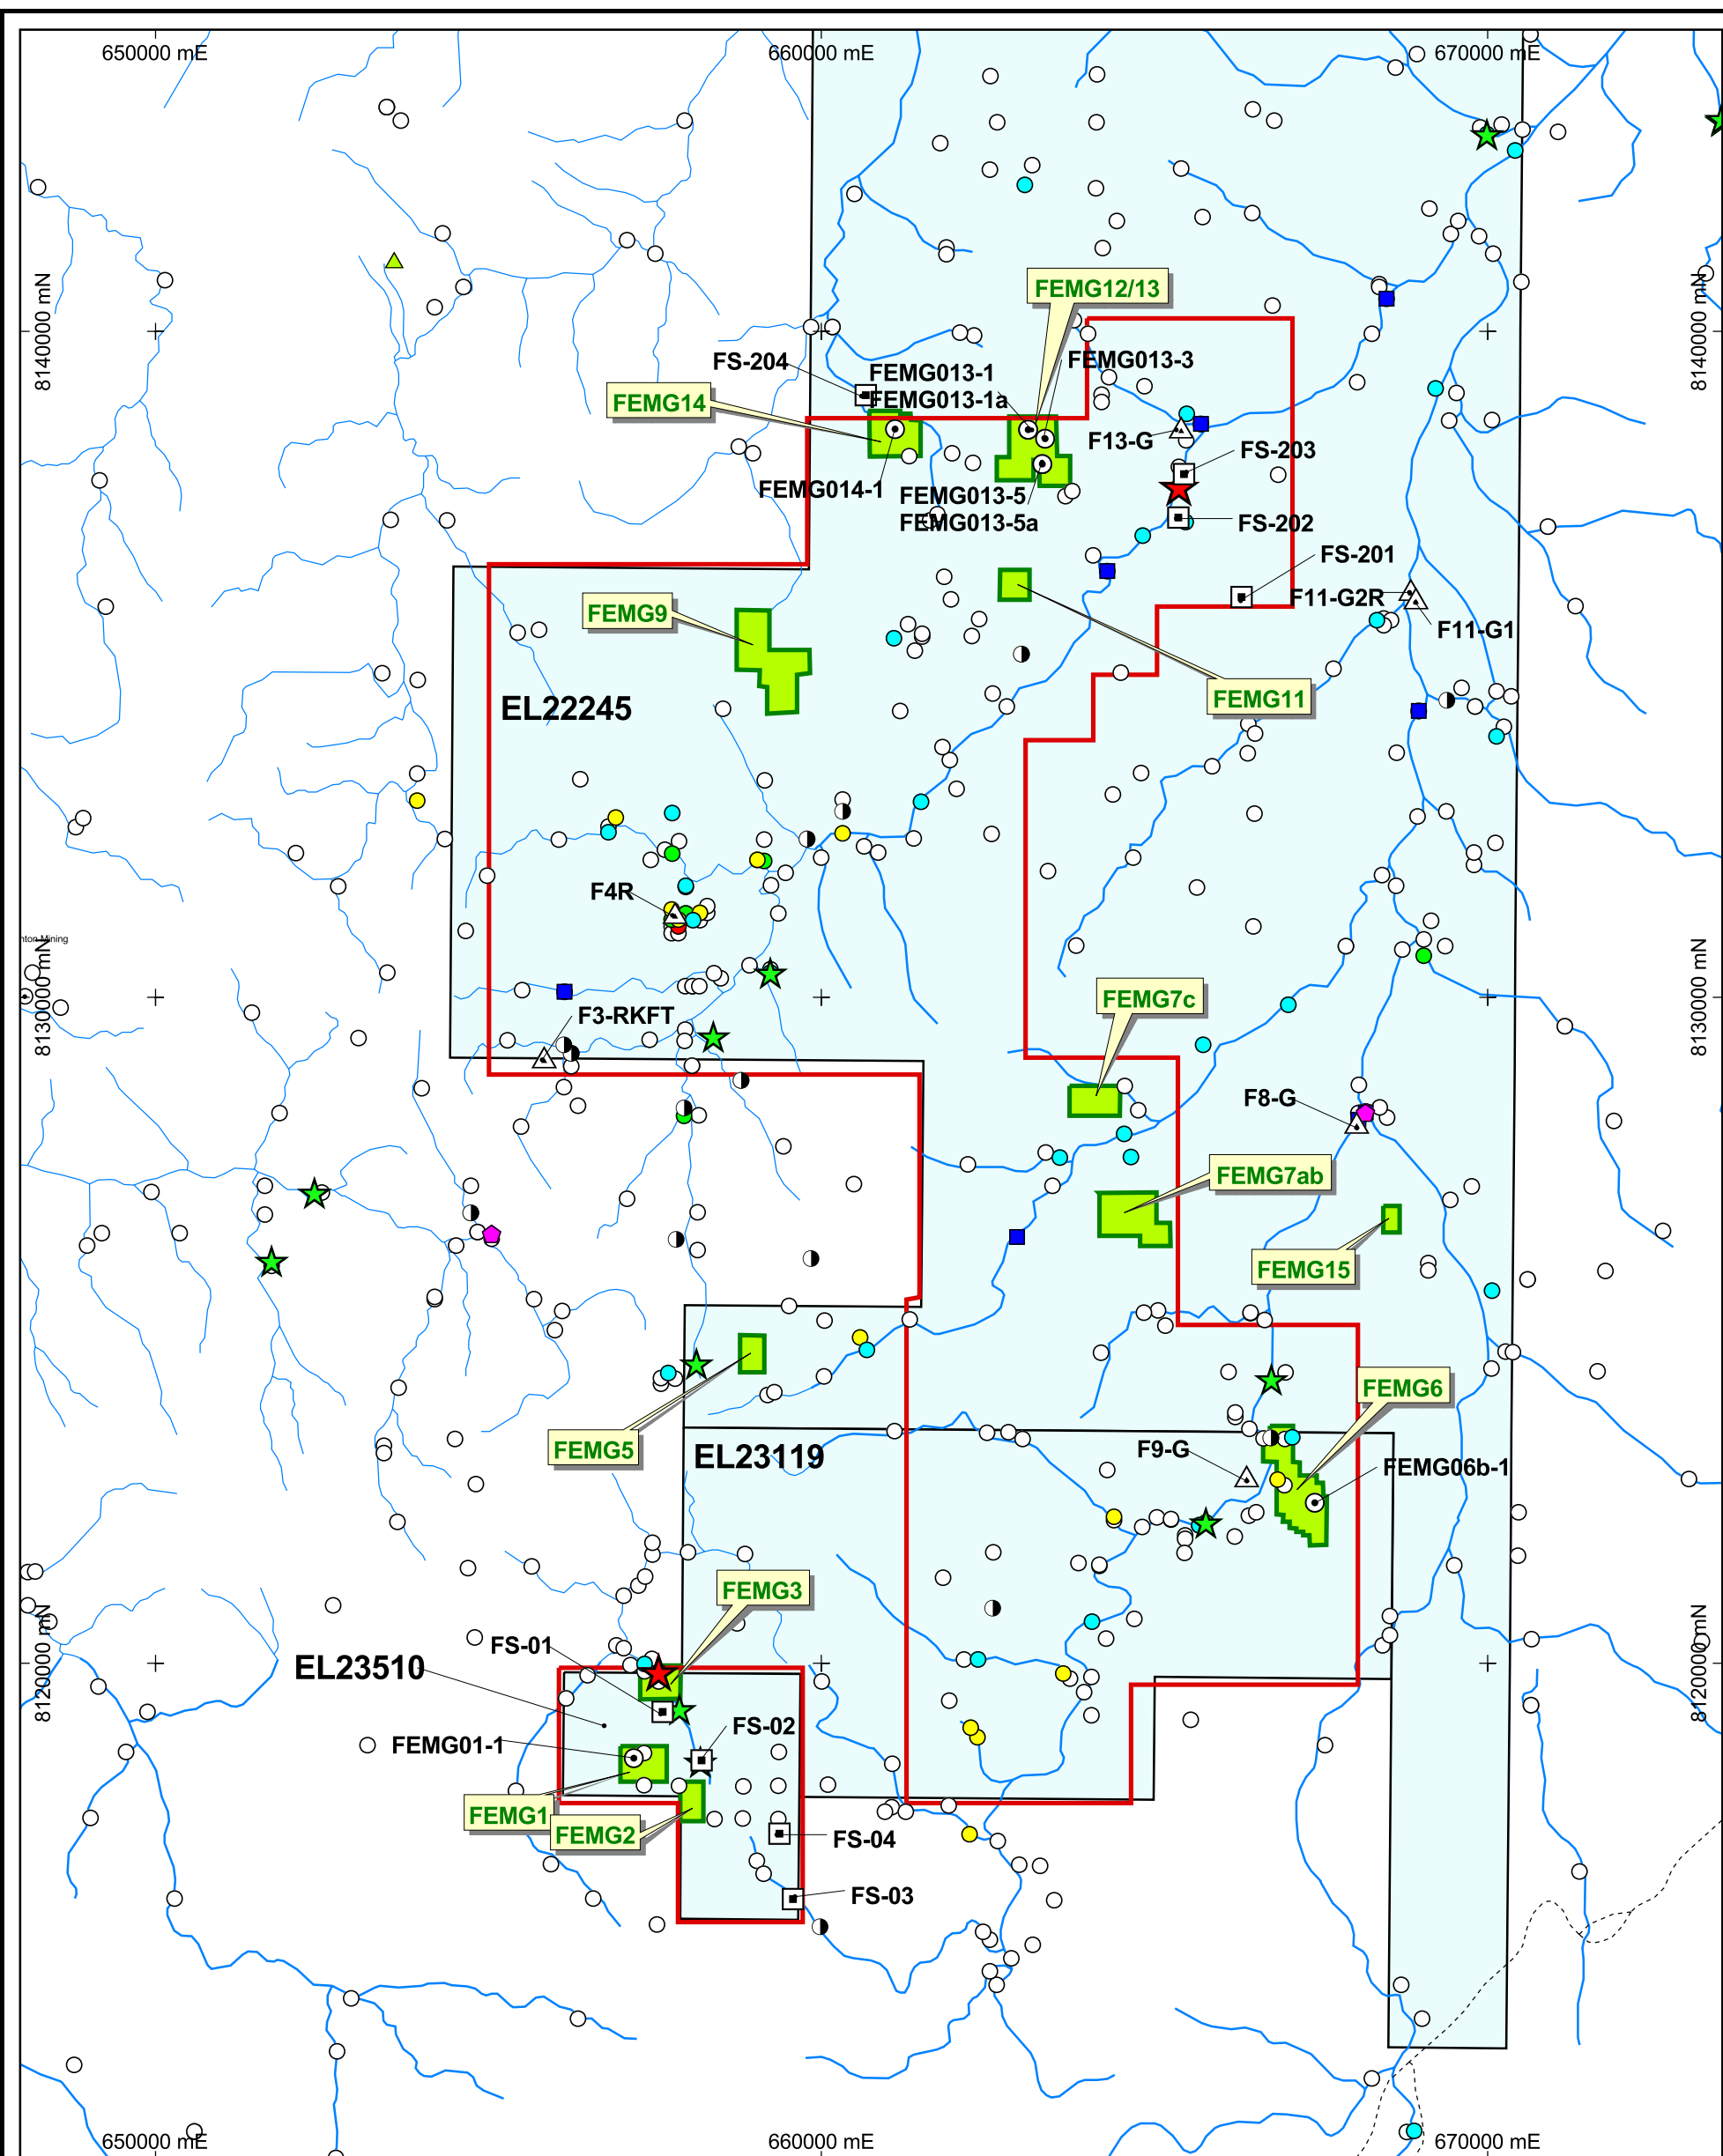 650000 mE
660000 mE
670000 mE
8140000 mN
8140000 mN
FEMG12/13
FS-204
FEMG013-3
FEMG013-1
FEMG013-1a
FEMG14
F13-G
FS-203
FEMG014-1
FEMG013-5
FEMG013-5a
FS-202
FS-201
F11-G2R
FEMG9
F11-G1
EL22245
FEMG11
F4R
8130000 mN
8130000 mN
FEMG7c
F3-RKFT
F8-G
FEMG7ab
FEMG15
FEMG6
FEMG5
EL23119
F9-G
FEMG06b-1
FEMG3
FS-01
EL23510
8120000 mN
8120000 mN
FS-02
FEMG01-1
FEMG1
FEMG2
FS-04
FS-03
650000 mE
660000 mE
670000 mE